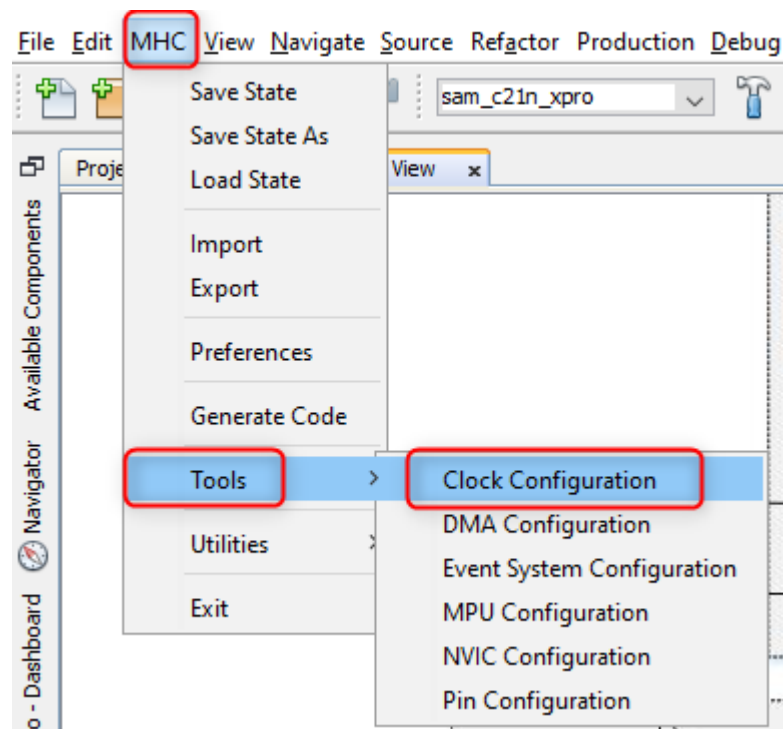 File Edit MHC View Navigate Source Refactor Production Debug
sam_c21n_xpro
Proje
View x
Save State
Save State As
Load State
Import
Export
Preferences
Generate Code
Tools >
Utilities >
Exit
Clock Configuration
DMA Configuration
Event System Configuration
MPU Configuration
NVIC Configuration
Pin Configuration
Available Components
Navigator
o - Dashboard